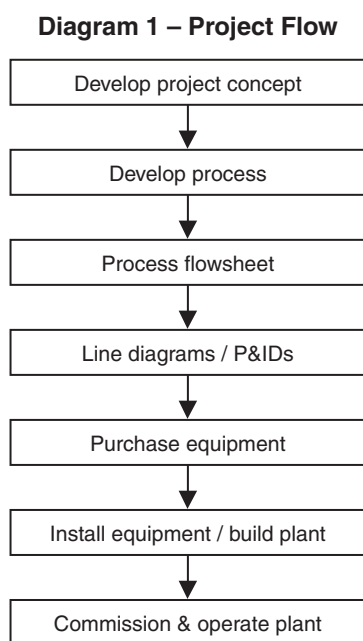 Diagram 1 – Project Flow
Develop project concept
Develop process
Process flowsheet
Line diagrams / P&IDs
Purchase equipment
Install equipment / build plant
Commission & operate plant